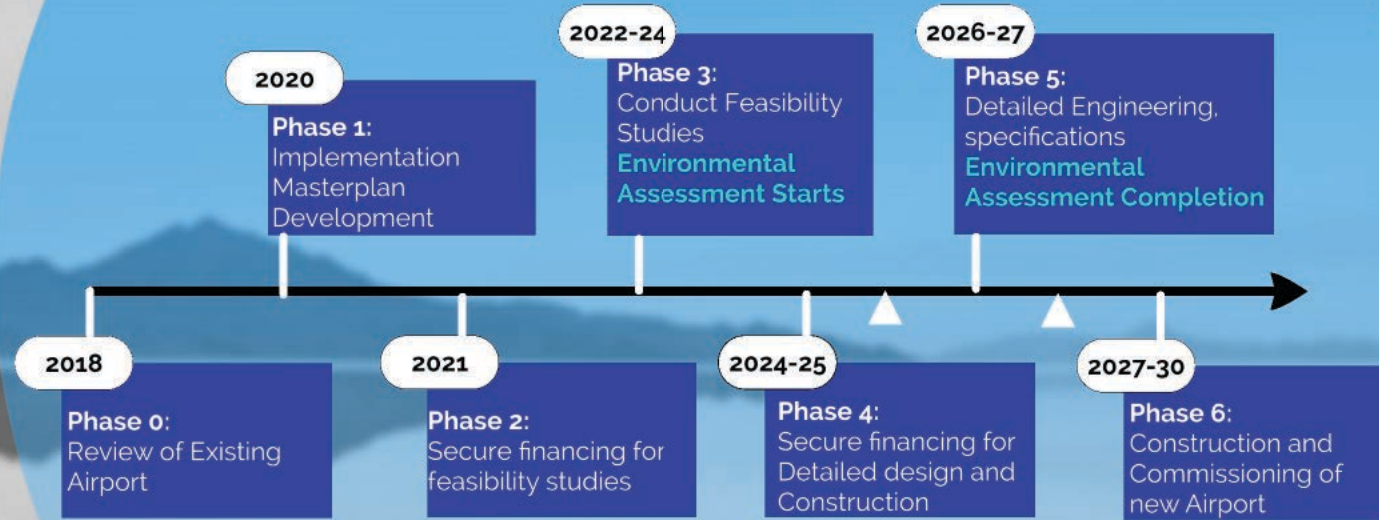 2018
Phase 0:
Review of Existing
Airport
2020
Phase 1:
Implementation
Masterplan
Development
2021
Phase 2:
Secure financing for
feasibility studies
2022-24
Phase 3:
Conduct Feasibility
Studies
Environmental
Assessment Starts
2024-25
Phase 4:
Secure financing for
Detailed design and
Construction
2026-27
Phase 5:
Detailed Engineering,
specifications
Environmental
Assessment Completion
2027-30
Phase 6:
Construction and
Commissioning of
new Airport